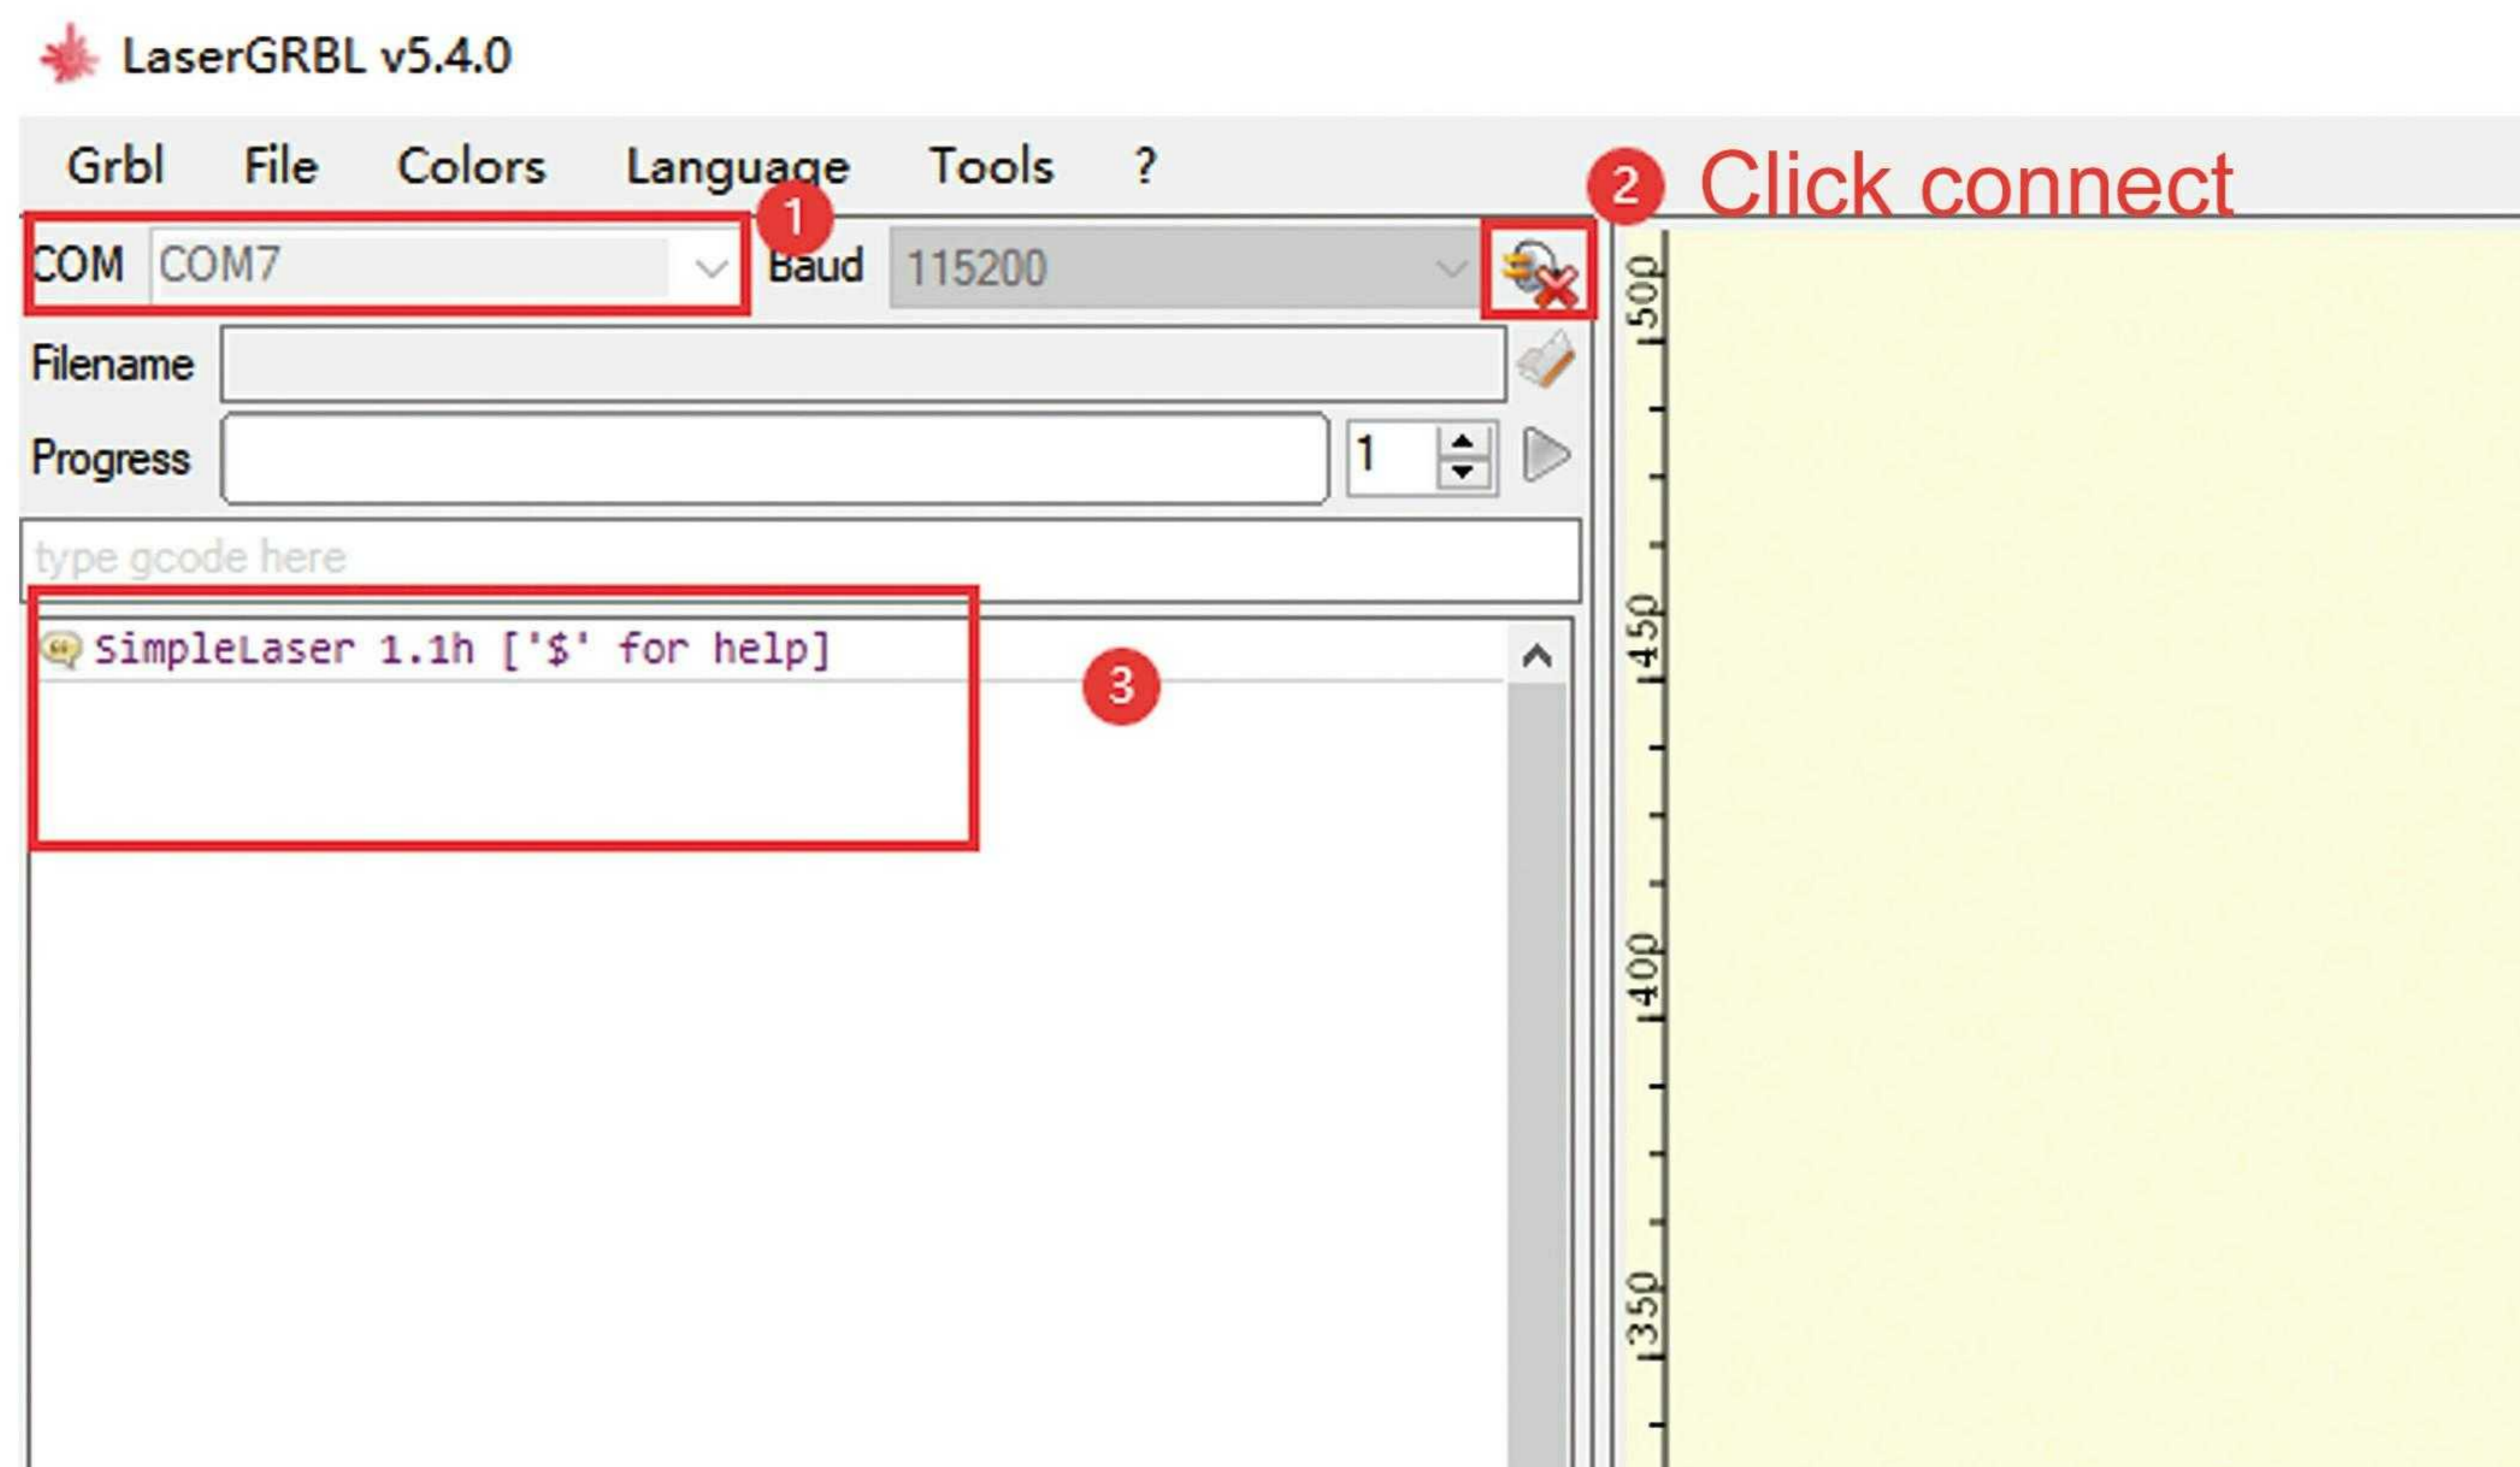 LaserGRBL v5.4.0
Grbl File Colors Language Tools ?
2 Click connect
1
COM COM7 Baud 115200
Filename
Progress 1
type gcode here
SimpleLaser 1.1h ['$' for help]
3
500
450
400
350